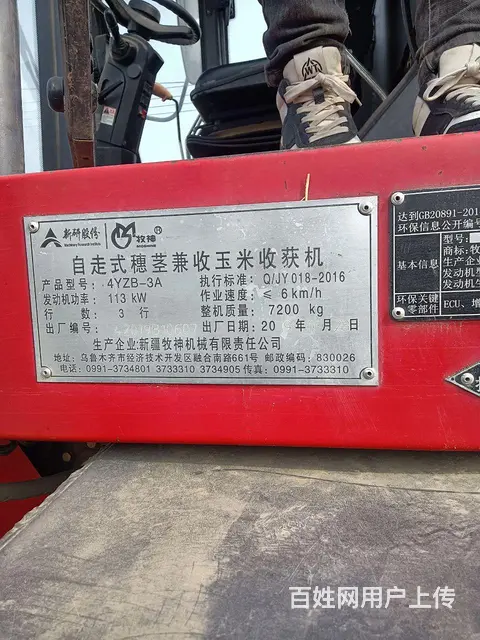 新研股份
牧神®
自走式穗茎兼收玉米收获机
产品型号: 4YZB-3A 执行标准: Q/JY 018-2016
发动机功率: 113 kW 作业速度: ≤ 6 km/h
行 数: 3 行 整机质量: 7200 kg
出厂编号: 出厂日期: 20 年 月 日
生产企业:新疆牧神机械有限责任公司
地址: 乌鲁木齐市经济技术开发区融合南路661号 邮政编码: 830026
电话: 0991-3734801 3733310 3734905 传真: 0991-3733310
达到GB20891-201
环保信息公开编号
基本信息
型号:
商标: 牧
生产企业
发动机型
发动机生
环保关键
零部件
ECU、增
百姓网用户上传